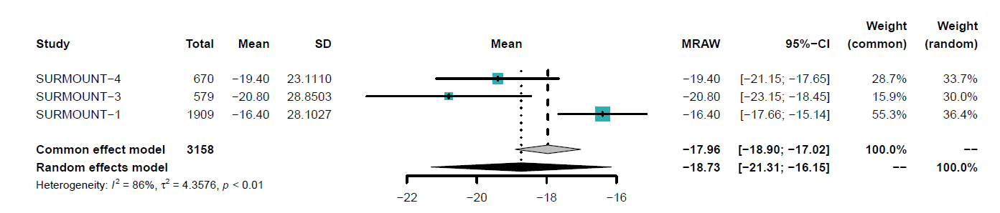 Weight Weight
Study Total Mean SD Mean MRAW 95%−CI (common) (random)
SURMOUNT−4 670 −19.40 23.1110 −19.40 [−21.15; −17.65] 28.7% 33.7%
SURMOUNT−3 579 −20.80 28.8503 −20.80 [−23.15; −18.45] 15.9% 30.0%
SURMOUNT−1 1909 −16.40 28.1027 −16.40 [−17.66; −15.14] 55.3% 36.4%
Common effect model 3158 −17.96 [−18.90; −17.02] 100.0% −−
Random effects model −18.73 [−21.31; −16.15] −− 100.0%
Heterogeneity: I² = 86%, τ² = 4.3576, p < 0.01
−22 −20 −18 −16